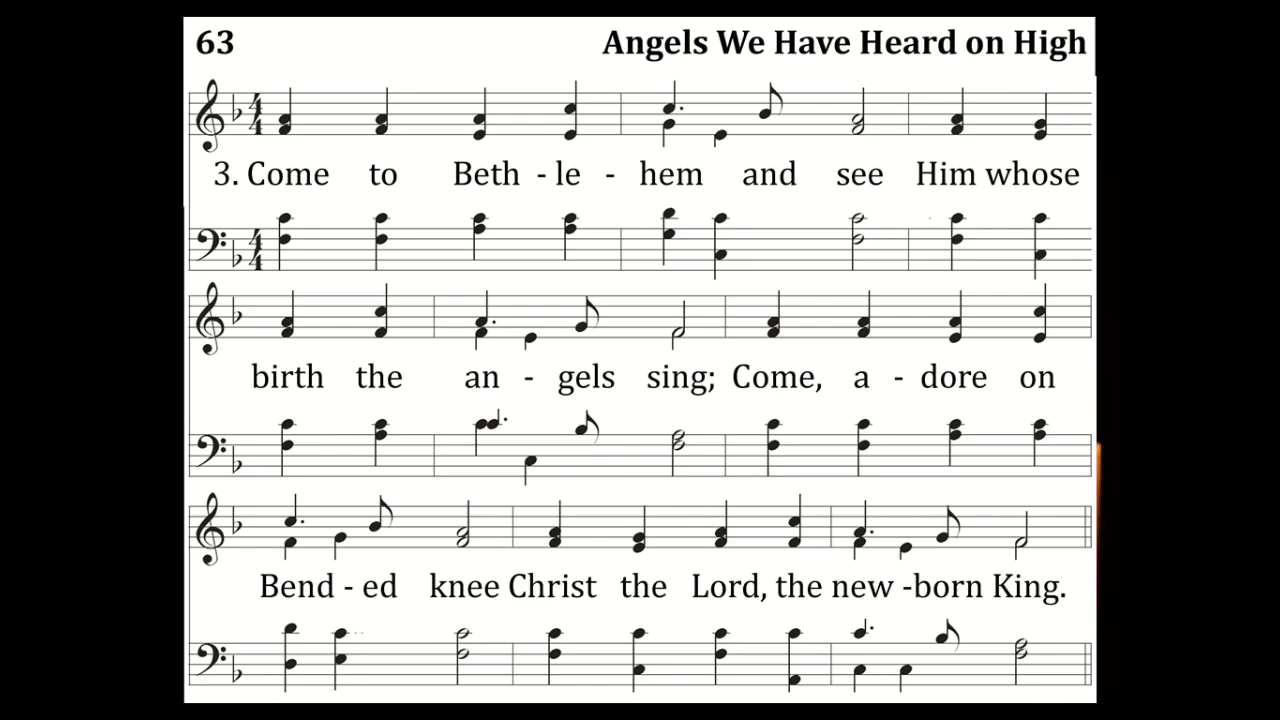 63 Angels We Have Heard on High
3. Come to Beth - le - hem and see Him whose
birth the an - gels sing; Come, a - dore on
Bend - ed knee Christ the Lord, the new -born King.